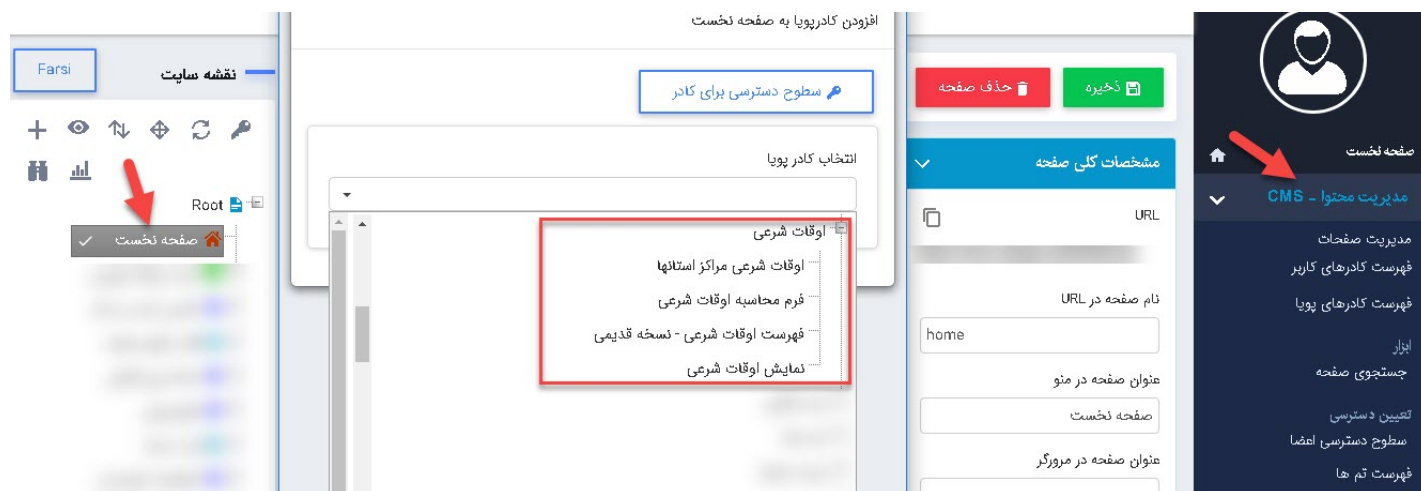 صفحه نخست
مدیریت محتوا - CMS
مدیریت صفحات
فهرست کادرهای کاربر
فهرست کادرهای پویا
ابزار
جستجوی صفحه
تعیین دسترسی
سطوح دسترسی اعضا
فهرست تم ها
ذخیره
حذف صفحه
مشخصات کلی صفحه
URL
نام صفحه در URL
home
عنوان صفحه در منو
صفحه نخست
عنوان صفحه در مرورگر
افزودن کادرپویا به صفحه نخست
سطوح دسترسی برای کادر
انتخاب کادر پویا
اوقات شرعی
اوقات شرعی مراکز استانها
فرم محاسبه اوقات شرعی
فهرست اوقات شرعی - نسخه قدیمی
نمایش اوقات شرعی
نقشه سایت
Farsi
Root
صفحه نخست